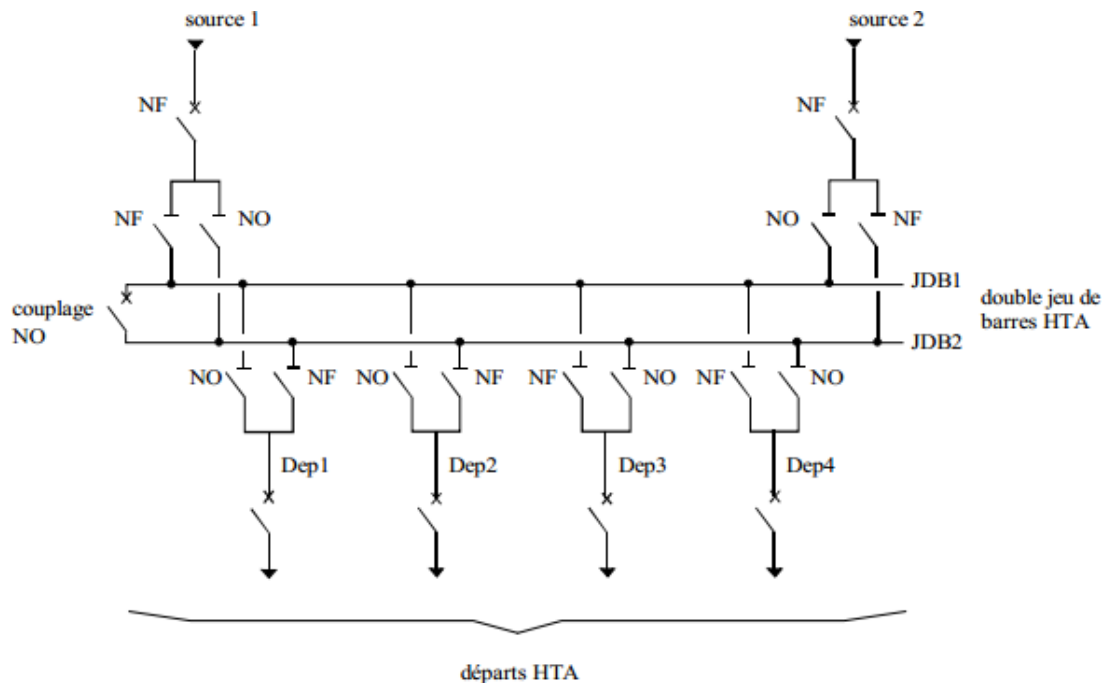 source 1
source 2
NF
NF
NF
NO
NO
NF
JDB1
couplage
NO
double jeu de
barres HTA
JDB2
NO
NF
NO
NF
NF
NO
NF
NO
Dep1
Dep2
Dep3
Dep4
départs HTA